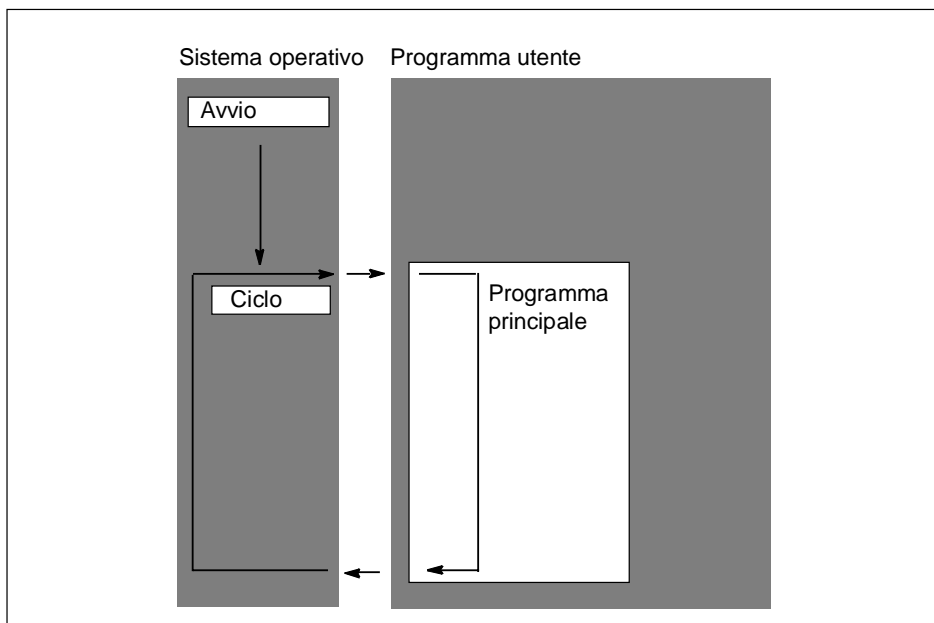 Sistema operativo
Programma utente
Avvio
Ciclo
Programma
principale